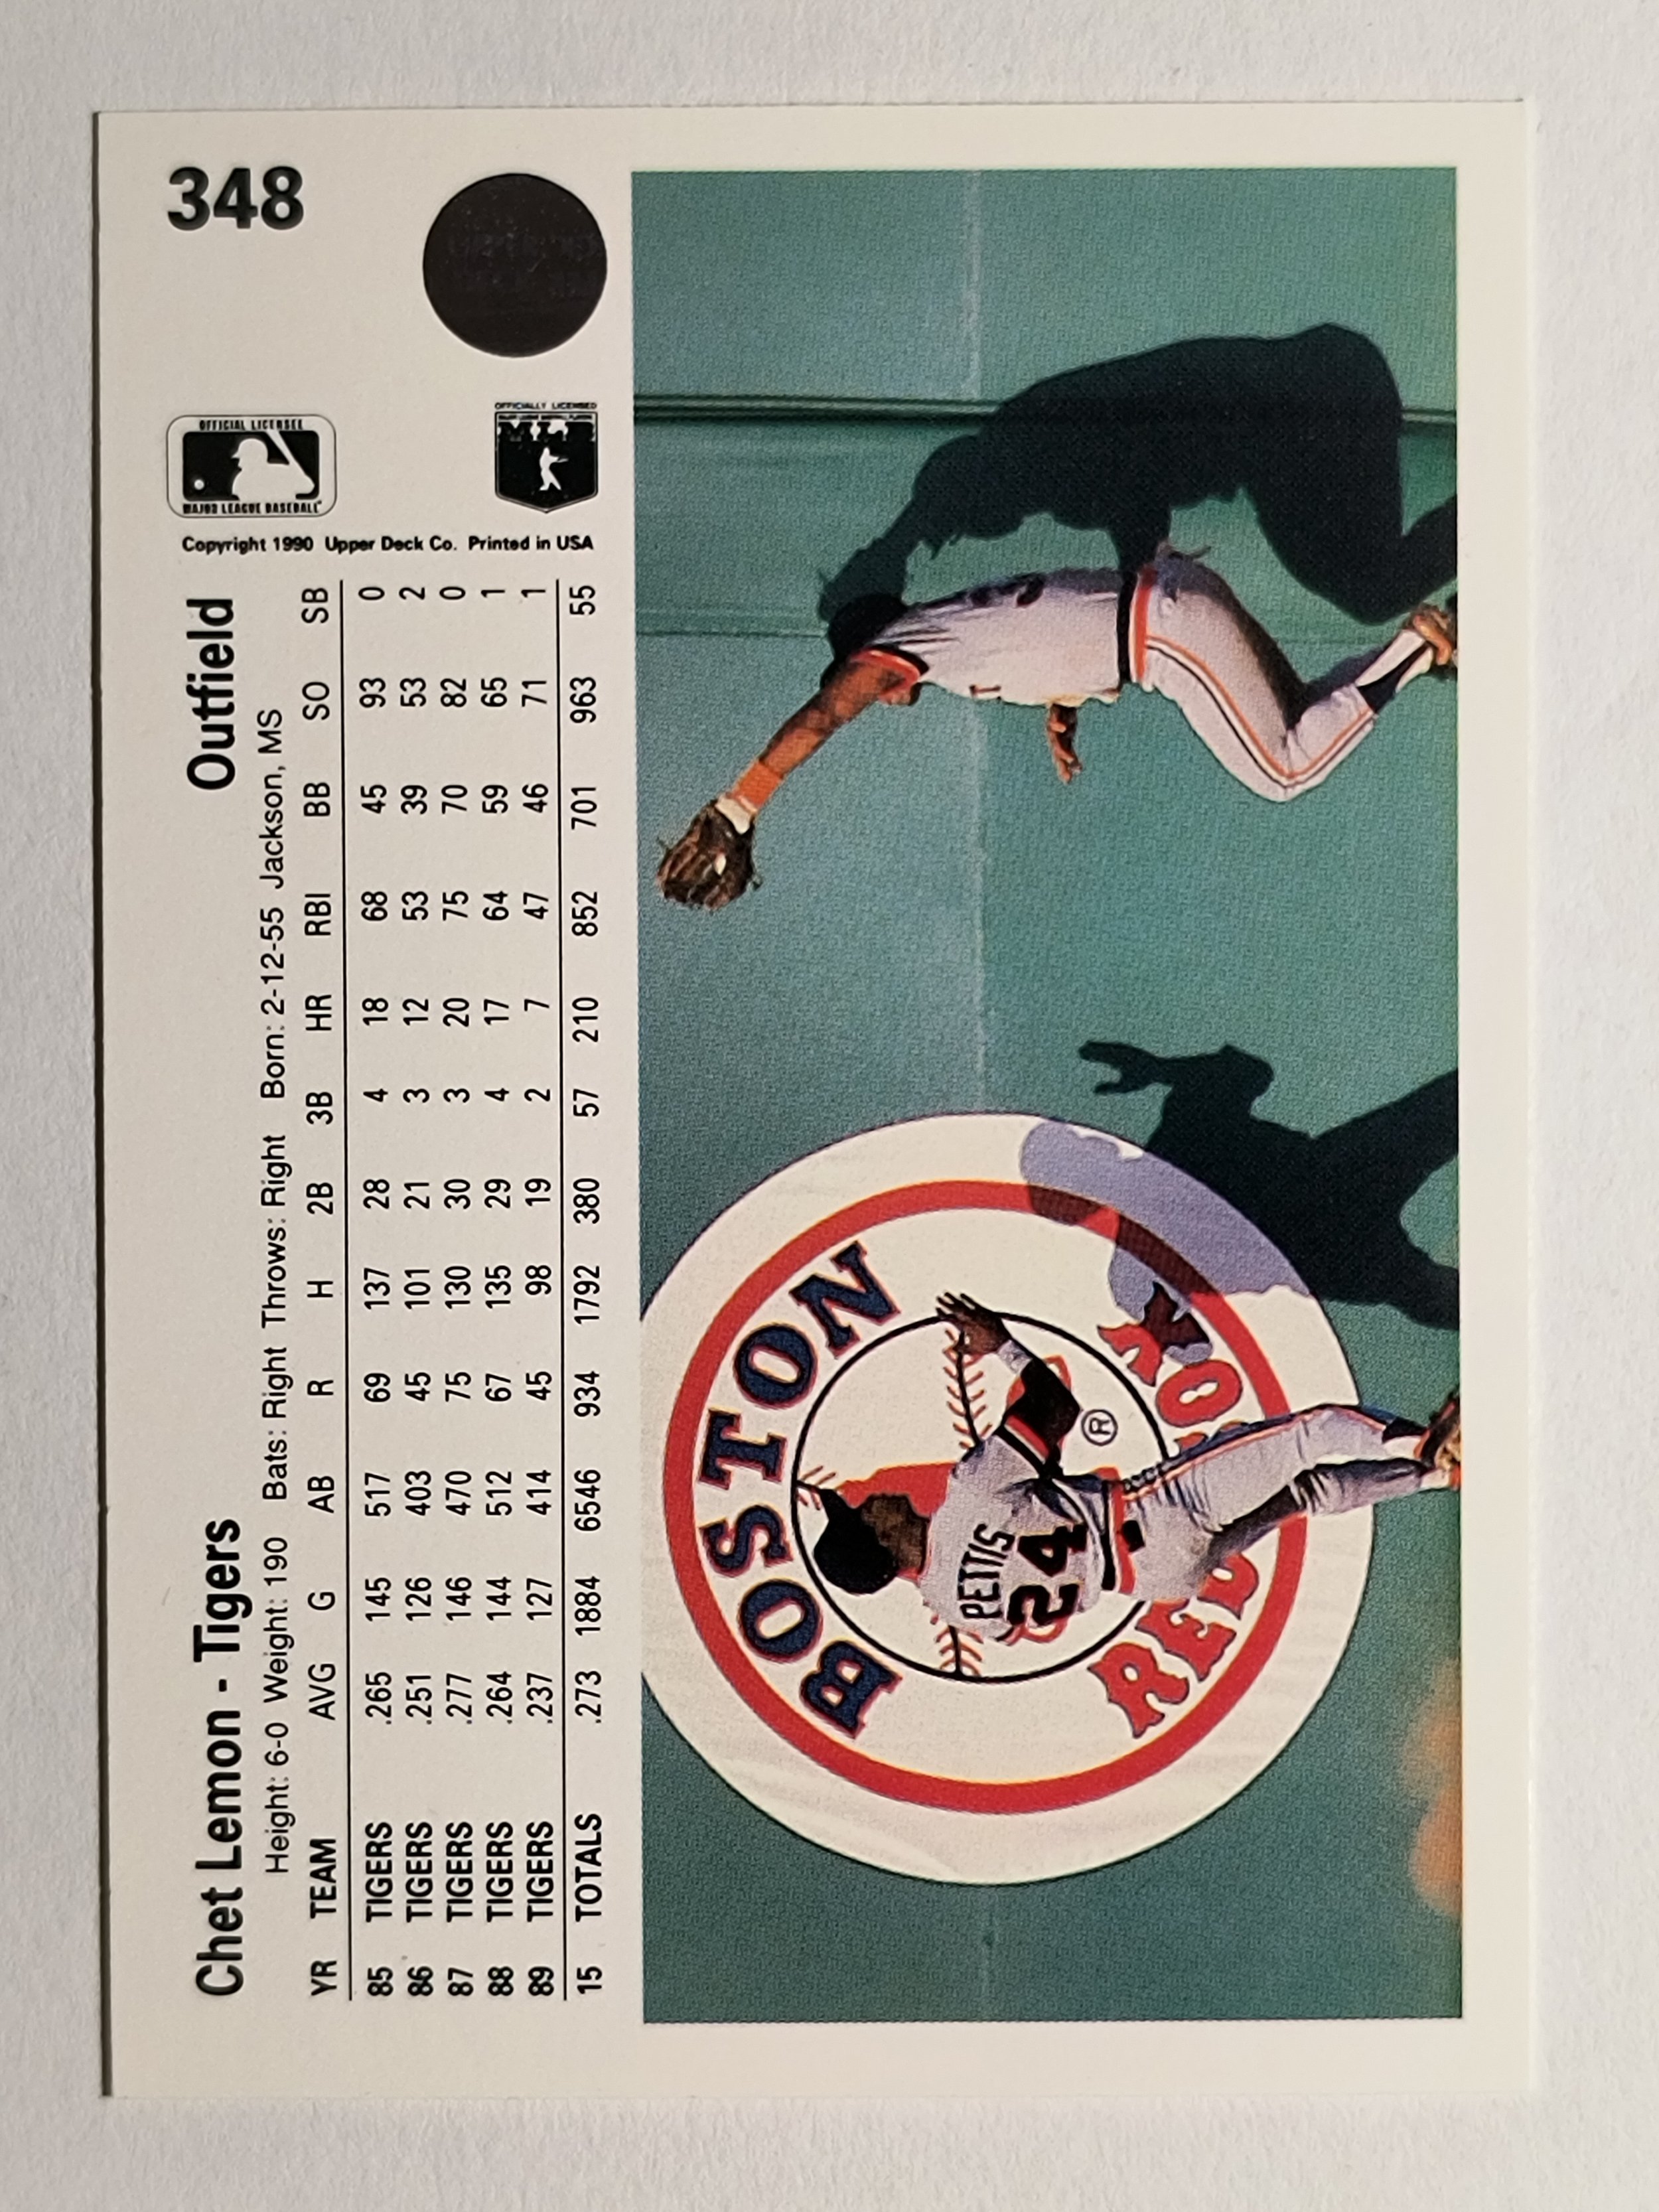 348
Chet Lemon - Tigers Outfield
Height: 6-0 Weight: 190 Bats: Right Throws: Right Born: 2-12-55 Jackson, MS
YR TEAM AVG G AB R H 2B 3B HR RBI BB SO SB
85 TIGERS .265 145 517 69 137 28 4 18 68 45 93 0
86 TIGERS .251 126 403 45 101 21 3 12 53 39 53 2
87 TIGERS .277 146 470 75 130 30 3 20 75 70 82 0
88 TIGERS .264 144 512 67 135 29 4 17 64 59 65 1
89 TIGERS .237 127 414 45 98 19 2 7 47 46 71 1
15 TOTALS .273 1884 6546 934 1792 380 57 210 852 701 963 55
OFFICIAL LICENSEE
MAJOR LEAGUE BASEBALL
OFFICIALLY LICENSED
Copyright 1990 Upper Deck Co. Printed in USA
BOSTON
RED SOX
®
PETTIS
24